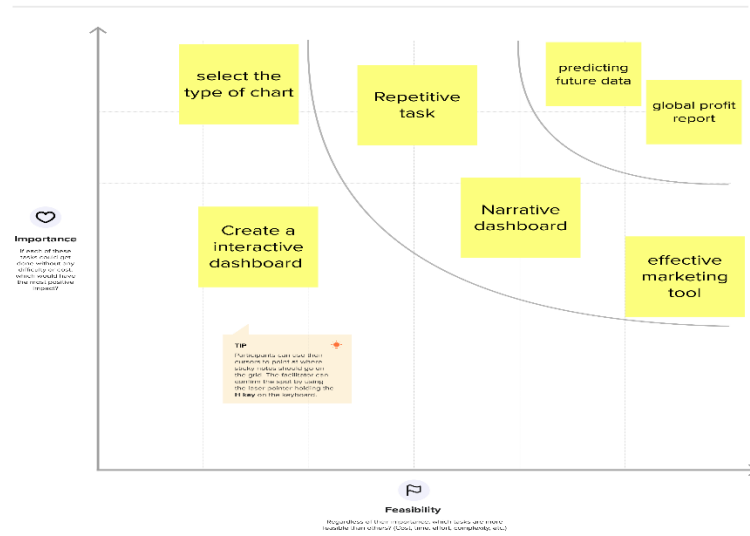 select the
type of chart
Repetitive
task
predicting
future data
global profit
report
Create a
interactive
dashboard
Narrative
dashboard
effective
marketing
tool
Importance
If each of these
tasks could get
done without any
difficulty or cost,
which would have
the most positive
impact?
TIP
Participants can use their
cursors to point at where
sticky notes should go on
the grid. The facilitator can
confirm the spot by using
the laser pointer holding the
H key on the keyboard.
Feasibility
Regardless of their importance, which tasks are more
feasible than others? (Cost, time, effort, complexity, etc.)